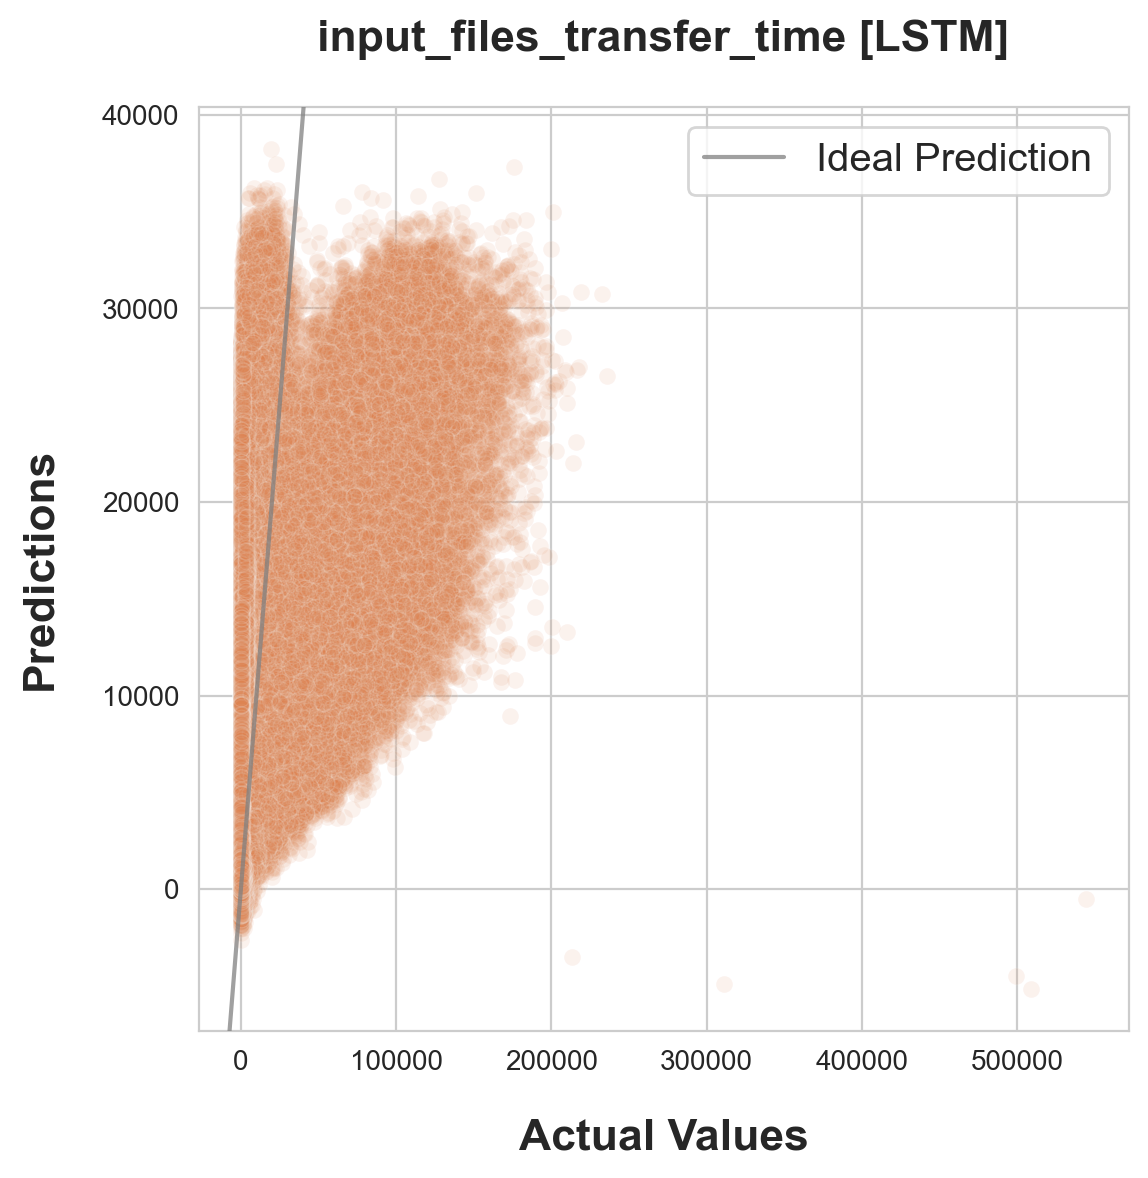 input_files_transfer_time [LSTM]
Ideal Prediction
40000
30000
20000
10000
0
Predictions
0 100000 200000 300000 400000 500000
Actual Values